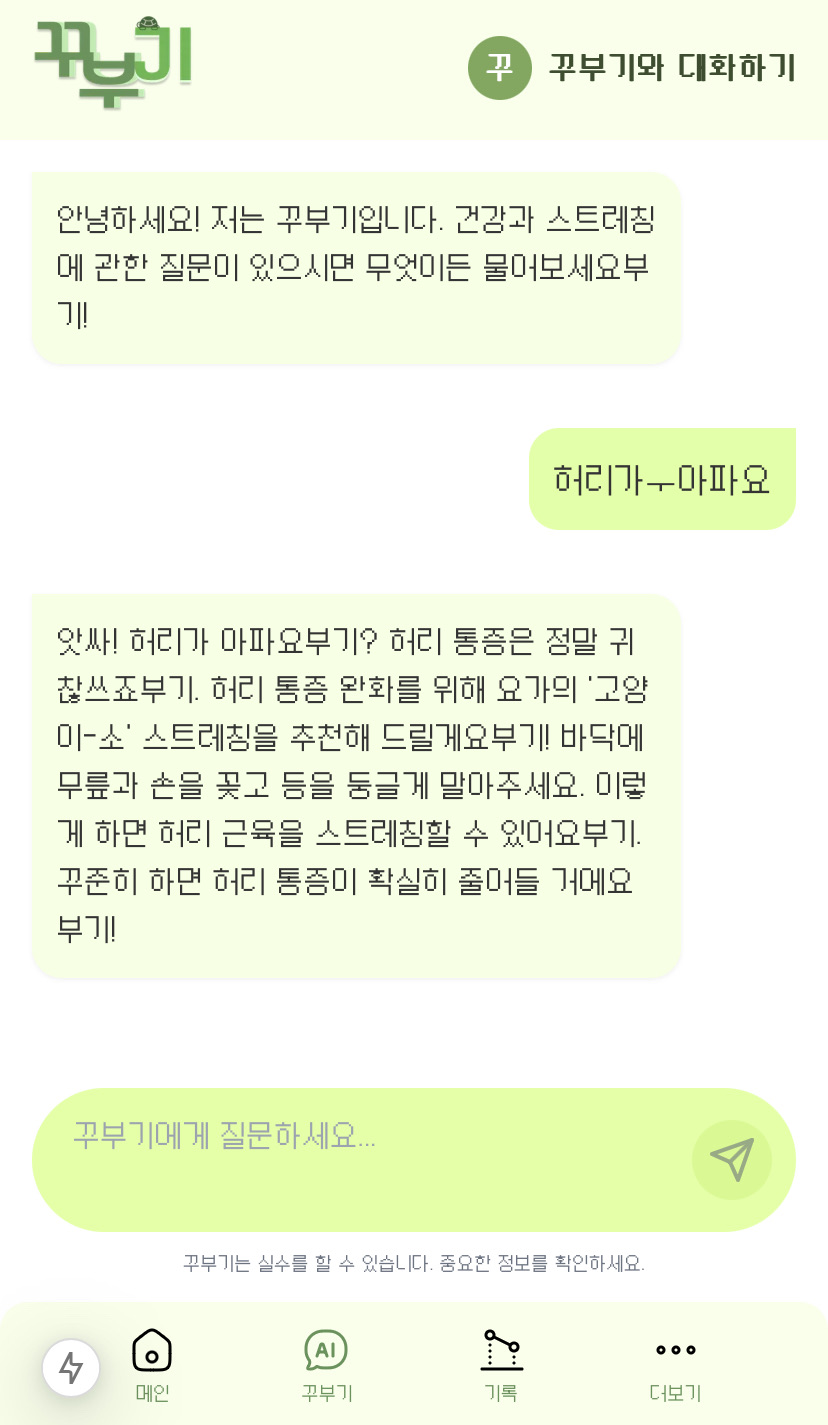 꾸부기
꾸 꾸부기와 대화하기
안녕하세요! 저는 꾸부기입니다. 건강과 스트레칭
에 관한 질문이 있으시면 무엇이든 물어보세요부
기!
허리가ㅜ아파요
앗싸! 허리가 아파요부기? 허리 통증은 정말 귀
찮쓰죠부기. 허리 통증 완화를 위해 요가의 '고양
이-소' 스트레칭을 추천해 드릴게요부기! 바닥에
무릎과 손을 꽂고 등을 둥글게 말아주세요. 이렇
게 하면 허리 근육을 스트레칭할 수 있어요부기.
꾸준히 하면 허리 통증이 확실히 줄어들 거에요
부기!
꾸부기에게 질문하세요...
꾸부기는 실수를 할 수 있습니다. 중요한 정보를 확인하세요.
AI
메인 꾸부기 기록 더보기